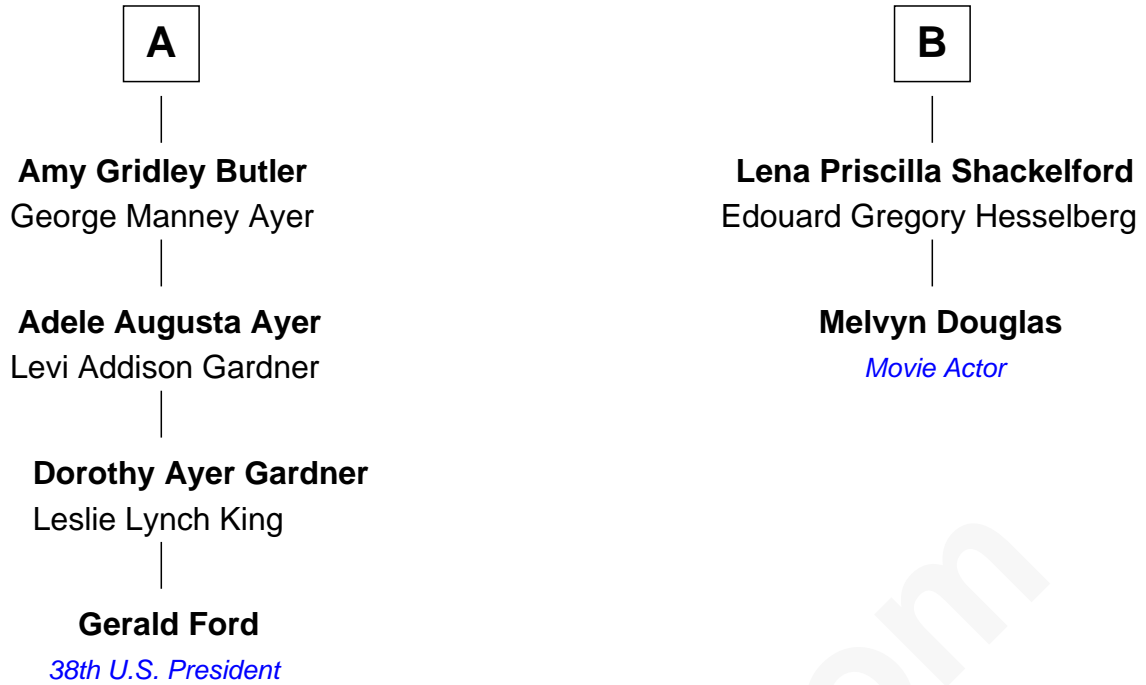 A
Amy Gridley Butler
George Manney Ayer
Adele Augusta Ayer
Levi Addison Gardner
Dorothy Ayer Gardner
Leslie Lynch King
Gerald Ford
38th U.S. President
B
Lena Priscilla Shackelford
Edouard Gregory Hesselberg
Melvyn Douglas
Movie Actor
om